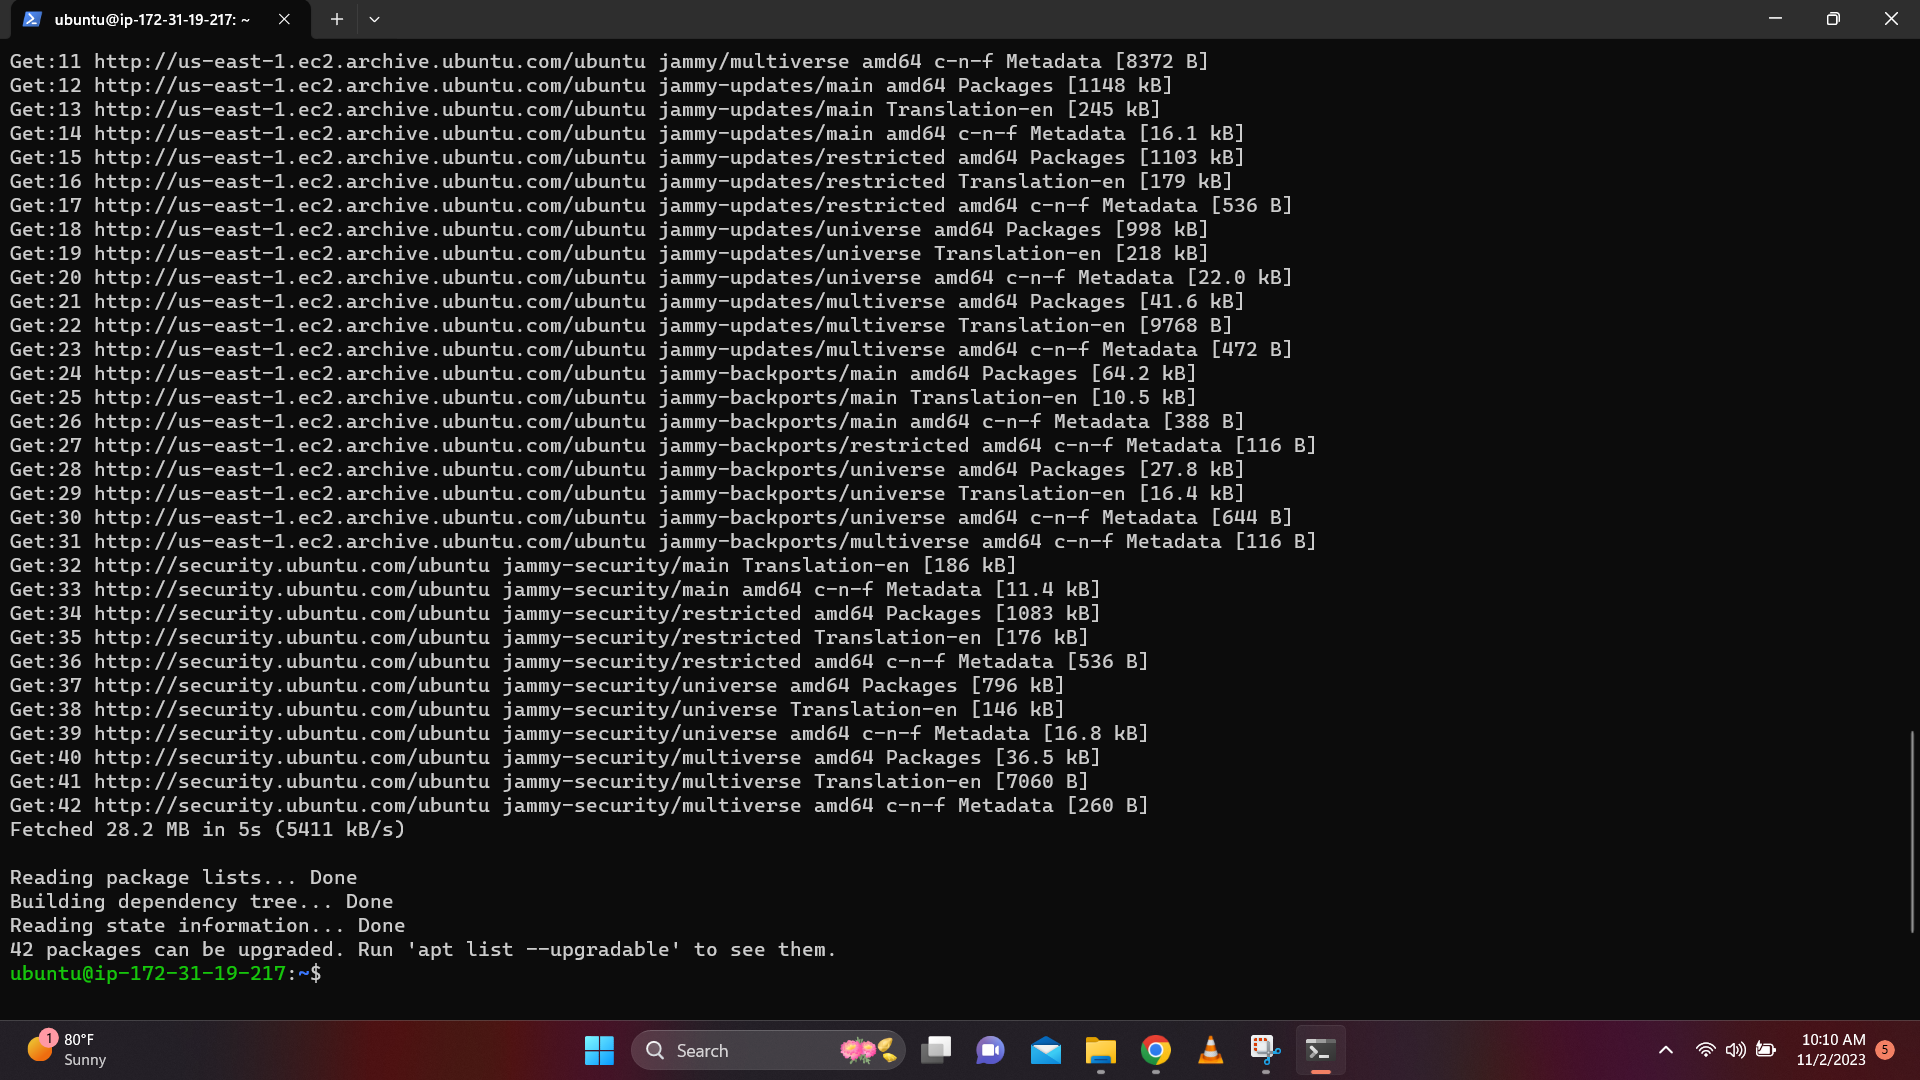 ubuntu@ip-172-31-19-217: ~
Get:11 http://us-east-1.ec2.archive.ubuntu.com/ubuntu jammy/multiverse amd64 c-n-f Metadata [8372 B]
Get:12 http://us-east-1.ec2.archive.ubuntu.com/ubuntu jammy-updates/main amd64 Packages [1148 kB]
Get:13 http://us-east-1.ec2.archive.ubuntu.com/ubuntu jammy-updates/main Translation-en [245 kB]
Get:14 http://us-east-1.ec2.archive.ubuntu.com/ubuntu jammy-updates/main amd64 c-n-f Metadata [16.1 kB]
Get:15 http://us-east-1.ec2.archive.ubuntu.com/ubuntu jammy-updates/restricted amd64 Packages [1103 kB]
Get:16 http://us-east-1.ec2.archive.ubuntu.com/ubuntu jammy-updates/restricted Translation-en [179 kB]
Get:17 http://us-east-1.ec2.archive.ubuntu.com/ubuntu jammy-updates/restricted amd64 c-n-f Metadata [536 B]
Get:18 http://us-east-1.ec2.archive.ubuntu.com/ubuntu jammy-updates/universe amd64 Packages [998 kB]
Get:19 http://us-east-1.ec2.archive.ubuntu.com/ubuntu jammy-updates/universe Translation-en [218 kB]
Get:20 http://us-east-1.ec2.archive.ubuntu.com/ubuntu jammy-updates/universe amd64 c-n-f Metadata [22.0 kB]
Get:21 http://us-east-1.ec2.archive.ubuntu.com/ubuntu jammy-updates/multiverse amd64 Packages [41.6 kB]
Get:22 http://us-east-1.ec2.archive.ubuntu.com/ubuntu jammy-updates/multiverse Translation-en [9768 B]
Get:23 http://us-east-1.ec2.archive.ubuntu.com/ubuntu jammy-updates/multiverse amd64 c-n-f Metadata [472 B]
Get:24 http://us-east-1.ec2.archive.ubuntu.com/ubuntu jammy-backports/main amd64 Packages [64.2 kB]
Get:25 http://us-east-1.ec2.archive.ubuntu.com/ubuntu jammy-backports/main Translation-en [10.5 kB]
Get:26 http://us-east-1.ec2.archive.ubuntu.com/ubuntu jammy-backports/main amd64 c-n-f Metadata [388 B]
Get:27 http://us-east-1.ec2.archive.ubuntu.com/ubuntu jammy-backports/restricted amd64 c-n-f Metadata [116 B]
Get:28 http://us-east-1.ec2.archive.ubuntu.com/ubuntu jammy-backports/universe amd64 Packages [27.8 kB]
Get:29 http://us-east-1.ec2.archive.ubuntu.com/ubuntu jammy-backports/universe Translation-en [16.4 kB]
Get:30 http://us-east-1.ec2.archive.ubuntu.com/ubuntu jammy-backports/universe amd64 c-n-f Metadata [644 B]
Get:31 http://us-east-1.ec2.archive.ubuntu.com/ubuntu jammy-backports/multiverse amd64 c-n-f Metadata [116 B]
Get:32 http://security.ubuntu.com/ubuntu jammy-security/main Translation-en [186 kB]
Get:33 http://security.ubuntu.com/ubuntu jammy-security/main amd64 c-n-f Metadata [11.4 kB]
Get:34 http://security.ubuntu.com/ubuntu jammy-security/restricted amd64 Packages [1083 kB]
Get:35 http://security.ubuntu.com/ubuntu jammy-security/restricted Translation-en [176 kB]
Get:36 http://security.ubuntu.com/ubuntu jammy-security/restricted amd64 c-n-f Metadata [536 B]
Get:37 http://security.ubuntu.com/ubuntu jammy-security/universe amd64 Packages [796 kB]
Get:38 http://security.ubuntu.com/ubuntu jammy-security/universe Translation-en [146 kB]
Get:39 http://security.ubuntu.com/ubuntu jammy-security/universe amd64 c-n-f Metadata [16.8 kB]
Get:40 http://security.ubuntu.com/ubuntu jammy-security/multiverse amd64 Packages [36.5 kB]
Get:41 http://security.ubuntu.com/ubuntu jammy-security/multiverse Translation-en [7060 B]
Get:42 http://security.ubuntu.com/ubuntu jammy-security/multiverse amd64 c-n-f Metadata [260 B]
Fetched 28.2 MB in 5s (5411 kB/s)
Reading package lists... Done
Building dependency tree... Done
Reading state information... Done
42 packages can be upgraded. Run 'apt list --upgradable' to see them.
ubuntu@ip-172-31-19-217:~$
1
80°F
Sunny
Search
10:10 AM
11/2/2023
5